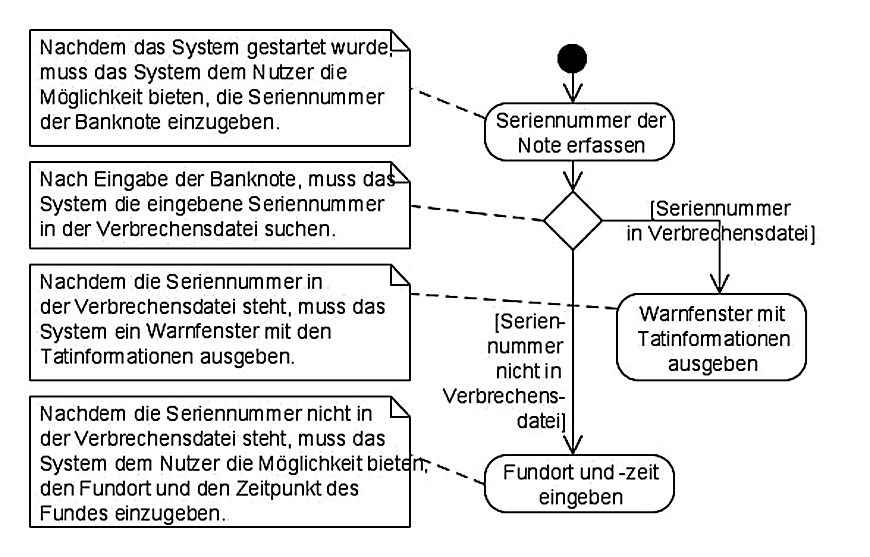 Nachdem das System gestartet wurde,
muss das System dem Nutzer die
Möglichkeit bieten, die Seriennummer
der Banknote einzugeben.
Seriennummer der
Note erfassen
Nach Eingabe der Banknote, muss das
System die eingebene Seriennummer
in der Verbrechensdatei suchen.
[Seriennummer
in Verbrechensdatei]
Nachdem die Seriennummer in
der Verbrechensdatei steht, muss das
System ein Warnfenster mit den
Tatinformationen ausgeben.
Warnfenster mit
Tatinformationen
ausgeben
[Serien-
nummer
nicht in
Verbrechens-
datei]
Nachdem die Seriennummer nicht in
der Verbrechensdatei steht, muss das
System dem Nutzer die Möglichkeit bieten,
den Fundort und den Zeitpunkt des
Fundes einzugeben.
Fundort und -zeit
eingeben